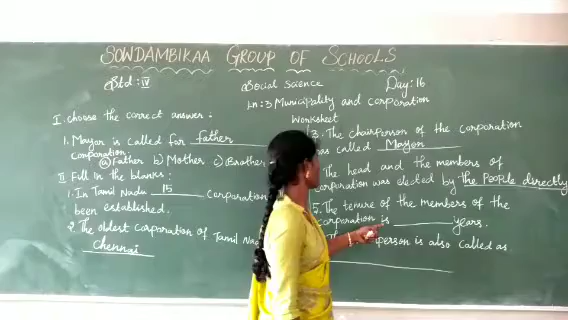 SOWDAMBIKAA GROUP OF SCHOOLS
Std : IV
Social Science
Day: 16
Ln : 3 Municipality and corporation
Worksheet
I. choose the correct answer :
1. Mayor is called for father
corporation.
a) Father b) Mother c) Brother
II Fill in the blanks :
1. In Tamil Nadu 15 Corporation
been established.
2. The oldest corporation of Tamil
Chennai
3. The chairperson of the corporation
was called Mayor
The head and the members of
corporation was elected by the People directly
5. The tenure of the members of the
corporation is ______ years.
person is also called as